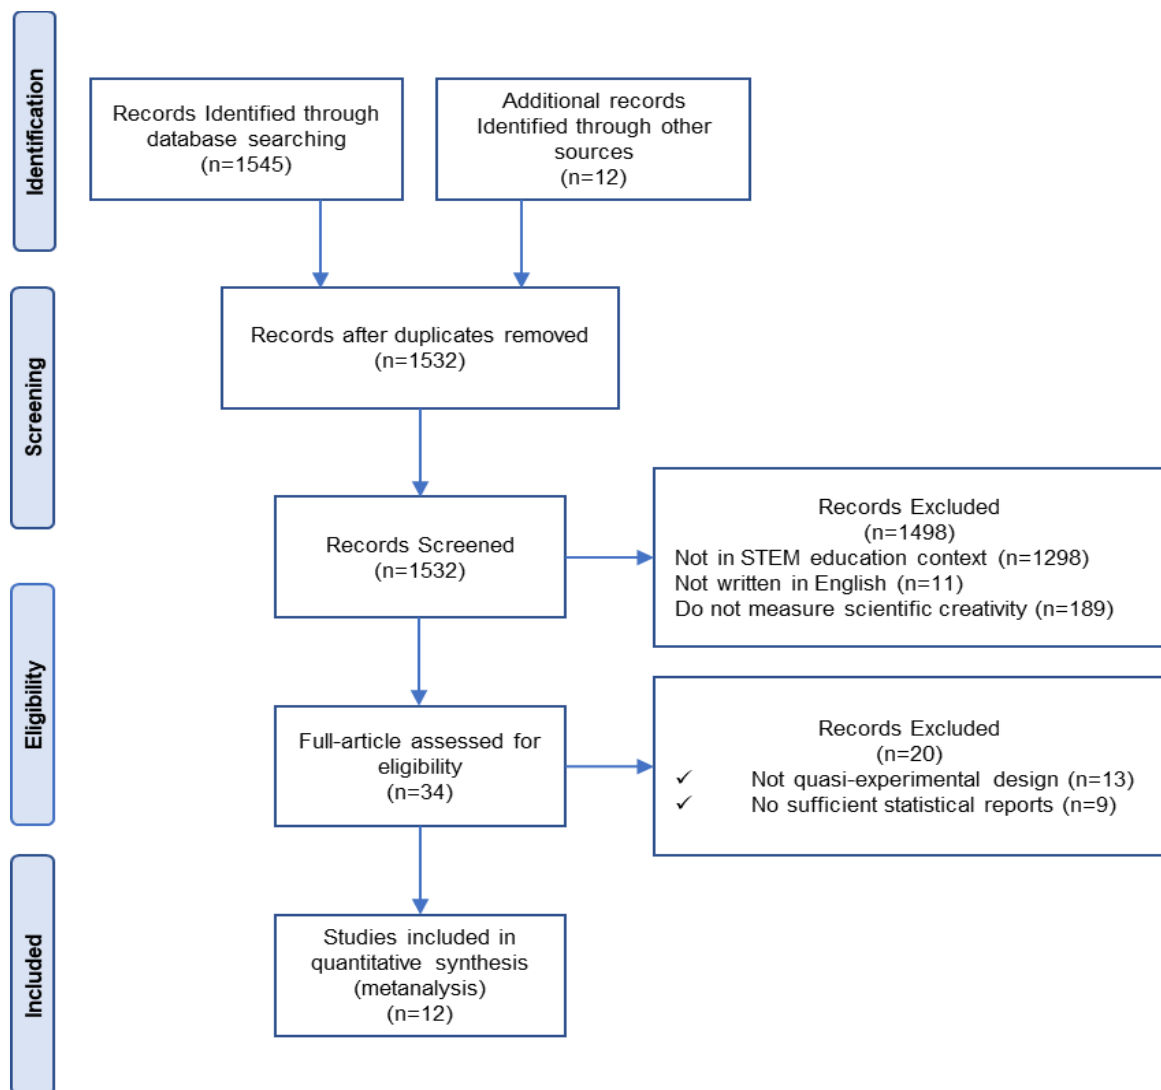 Identification
Records Identified through
database searching
(n=1545)
Additional records
Identified through other
sources
(n=12)
Screening
Records after duplicates removed
(n=1532)
Records Screened
(n=1532)
Records Excluded
(n=1498)
Not in STEM education context (n=1298)
Not written in English (n=11)
Do not measure scientific creativity (n=189)
Eligibility
Full-article assessed for
eligibility
(n=34)
Records Excluded
(n=20)
✓ Not quasi-experimental design (n=13)
✓ No sufficient statistical reports (n=9)
Included
Studies included in
quantitative synthesis
(metanalysis)
(n=12)